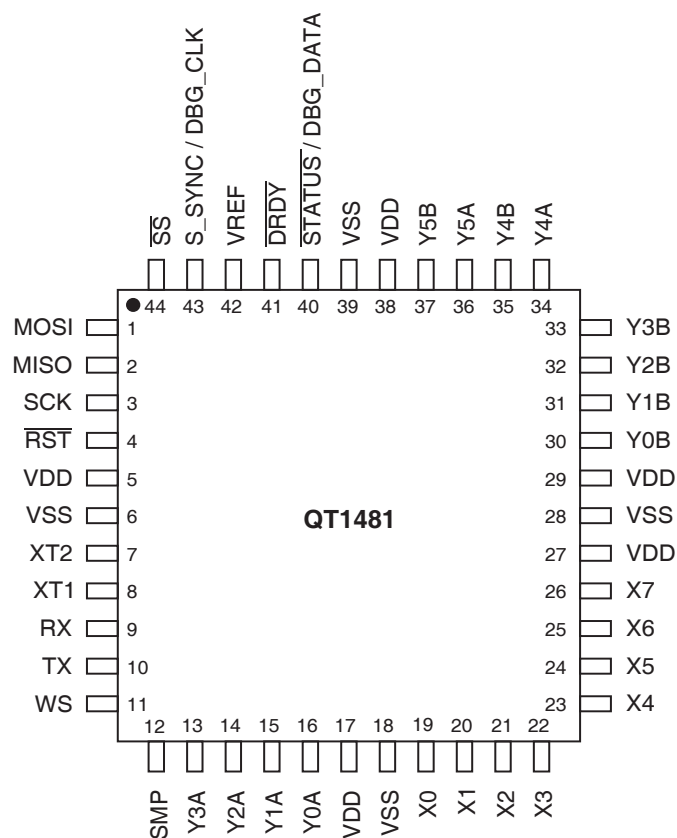 S̅S̅
S_SYNC / DBG_CLK
VREF
D̅R̅D̅Y̅
S̅T̅A̅T̅U̅S̅ / DBG_DATA
VSS
VDD
Y5B
Y5A
Y4B
Y4A
44 43 42 41 40 39 38 37 36 35 34
MOSI 1
MISO 2
SCK 3
R̅S̅T̅ 4
VDD 5
VSS 6
XT2 7
XT1 8
RX 9
TX 10
WS 11
QT1481
33 Y3B
32 Y2B
31 Y1B
30 Y0B
29 VDD
28 VSS
27 VDD
26 X7
25 X6
24 X5
23 X4
12 13 14 15 16 17 18 19 20 21 22
SMP
Y3A
Y2A
Y1A
Y0A
VDD
VSS
X0
X1
X2
X3